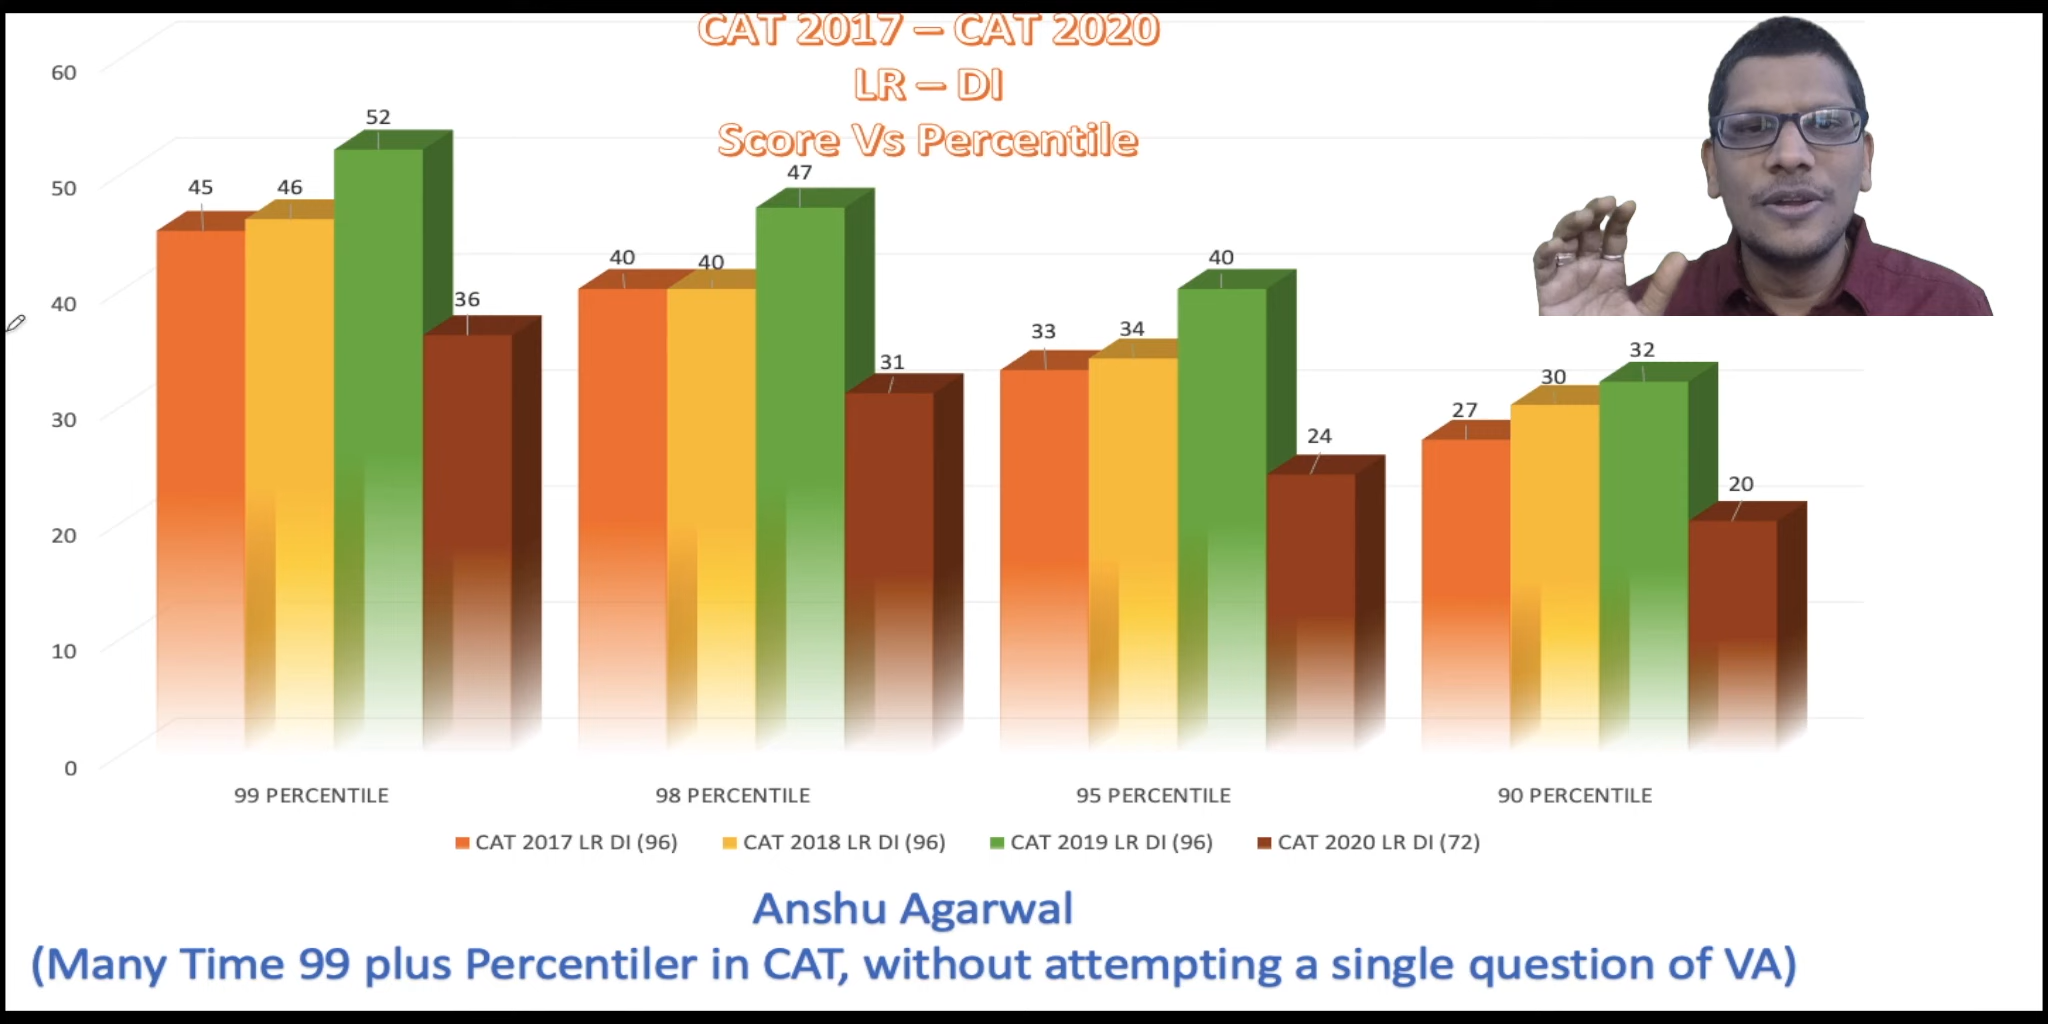 CAT 2017 – CAT 2020
LR – DI
Score Vs Percentile
60
50
40
30
20
10
0
45
46
52
36
40
40
47
31
33
34
40
24
27
30
32
20
99 PERCENTILE
98 PERCENTILE
95 PERCENTILE
90 PERCENTILE
CAT 2017 LR DI (96)
CAT 2018 LR DI (96)
CAT 2019 LR DI (96)
CAT 2020 LR DI (72)
Anshu Agarwal
(Many Time 99 plus Percentiler in CAT, without attempting a single question of VA)